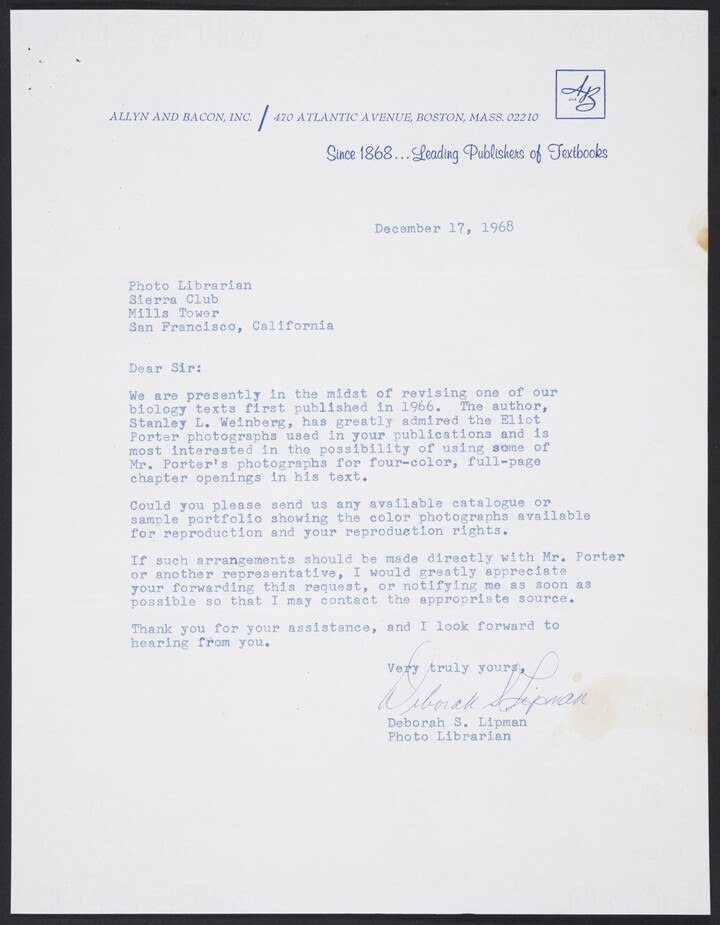 ALLYN AND BACON, INC. / 470 ATLANTIC AVENUE, BOSTON, MASS. 02210
AB
Since 1868...Leading Publishers of Textbooks
December 17, 1968
Photo Librarian
Sierra Club
Mills Tower
San Francisco, California
Dear Sir:
We are presently in the midst of revising one of our
biology texts first published in 1966. The author,
Stanley L. Weinberg, has greatly admired the Eliot
Porter photographs used in your publications and is
most interested in the possibility of using some of
Mr. Porter's photographs for four-color, full-page
chapter openings in his text.
Could you please send us any available catalogue or
sample portfolio showing the color photographs available
for reproduction and your reproduction rights.
If such arrangements should be made directly with Mr. Porter
or another representative, I would greatly appreciate
your forwarding this request, or notifying me as soon as
possible so that I may contact the appropriate source.
Thank you for your assistance, and I look forward to
hearing from you.
Very truly yours,
Deborah S Lipman
Deborah S. Lipman
Photo Librarian